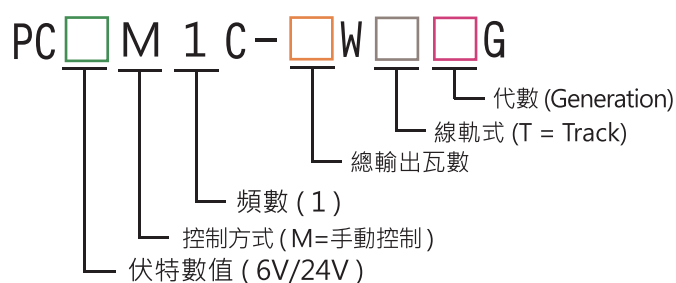 PC□M1C-□W□□G
代數 (Generation)
線軌式 (T = Track)
總輸出瓦數
頻數 ( 1 )
控制方式 ( M=手動控制 )
伏特數值 ( 6V/24V )